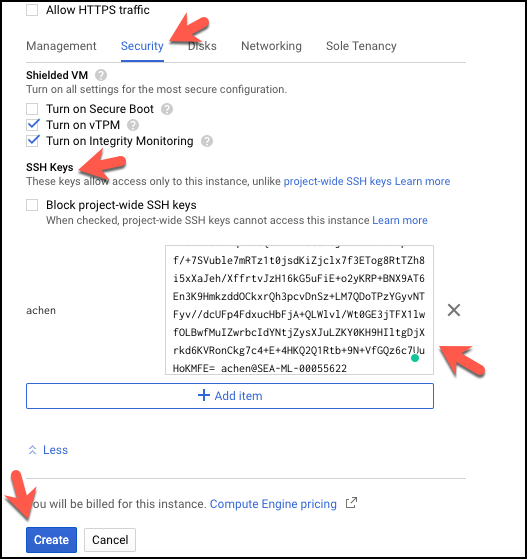 Allow HTTPS traffic
Management Security Disks Networking Sole Tenancy
Shielded VM
Turn on all settings for the most secure configuration.
Turn on Secure Boot
Turn on vTPM
Turn on Integrity Monitoring
SSH Keys
These keys allow access only to this instance, unlike project-wide SSH keys Learn more
Block project-wide SSH keys
When checked, project-wide SSH keys cannot access this instance Learn more
f/+7SVuble7mRTz1t0jsdKiZjclx7f3ETog8RtTZh8
i5xXaJeh/XffrtvJzH16kG5uFiE+o2yKRP+BNX9AT6
En3K9HmkzddOCkxrQh3pcvDnSz+LM7QDoTPzYGyvNT
Fyv//dcUFp4FdxucHbFjA+QLWlvl/Wt0GE3jTFX1lw
fOLBwfMuIZwrbcIdYNtjZysXJuLZKY0KH9HIltgDjX
achen
rkd6KVRonCkg7c4+E+4HKQ2Q1Rtb+9N+VfGQz6c7Uu
HoKMFE= achen@SEA-ML-00055622
Add item
Less
You will be billed for this instance. Compute Engine pricing
Create Cancel